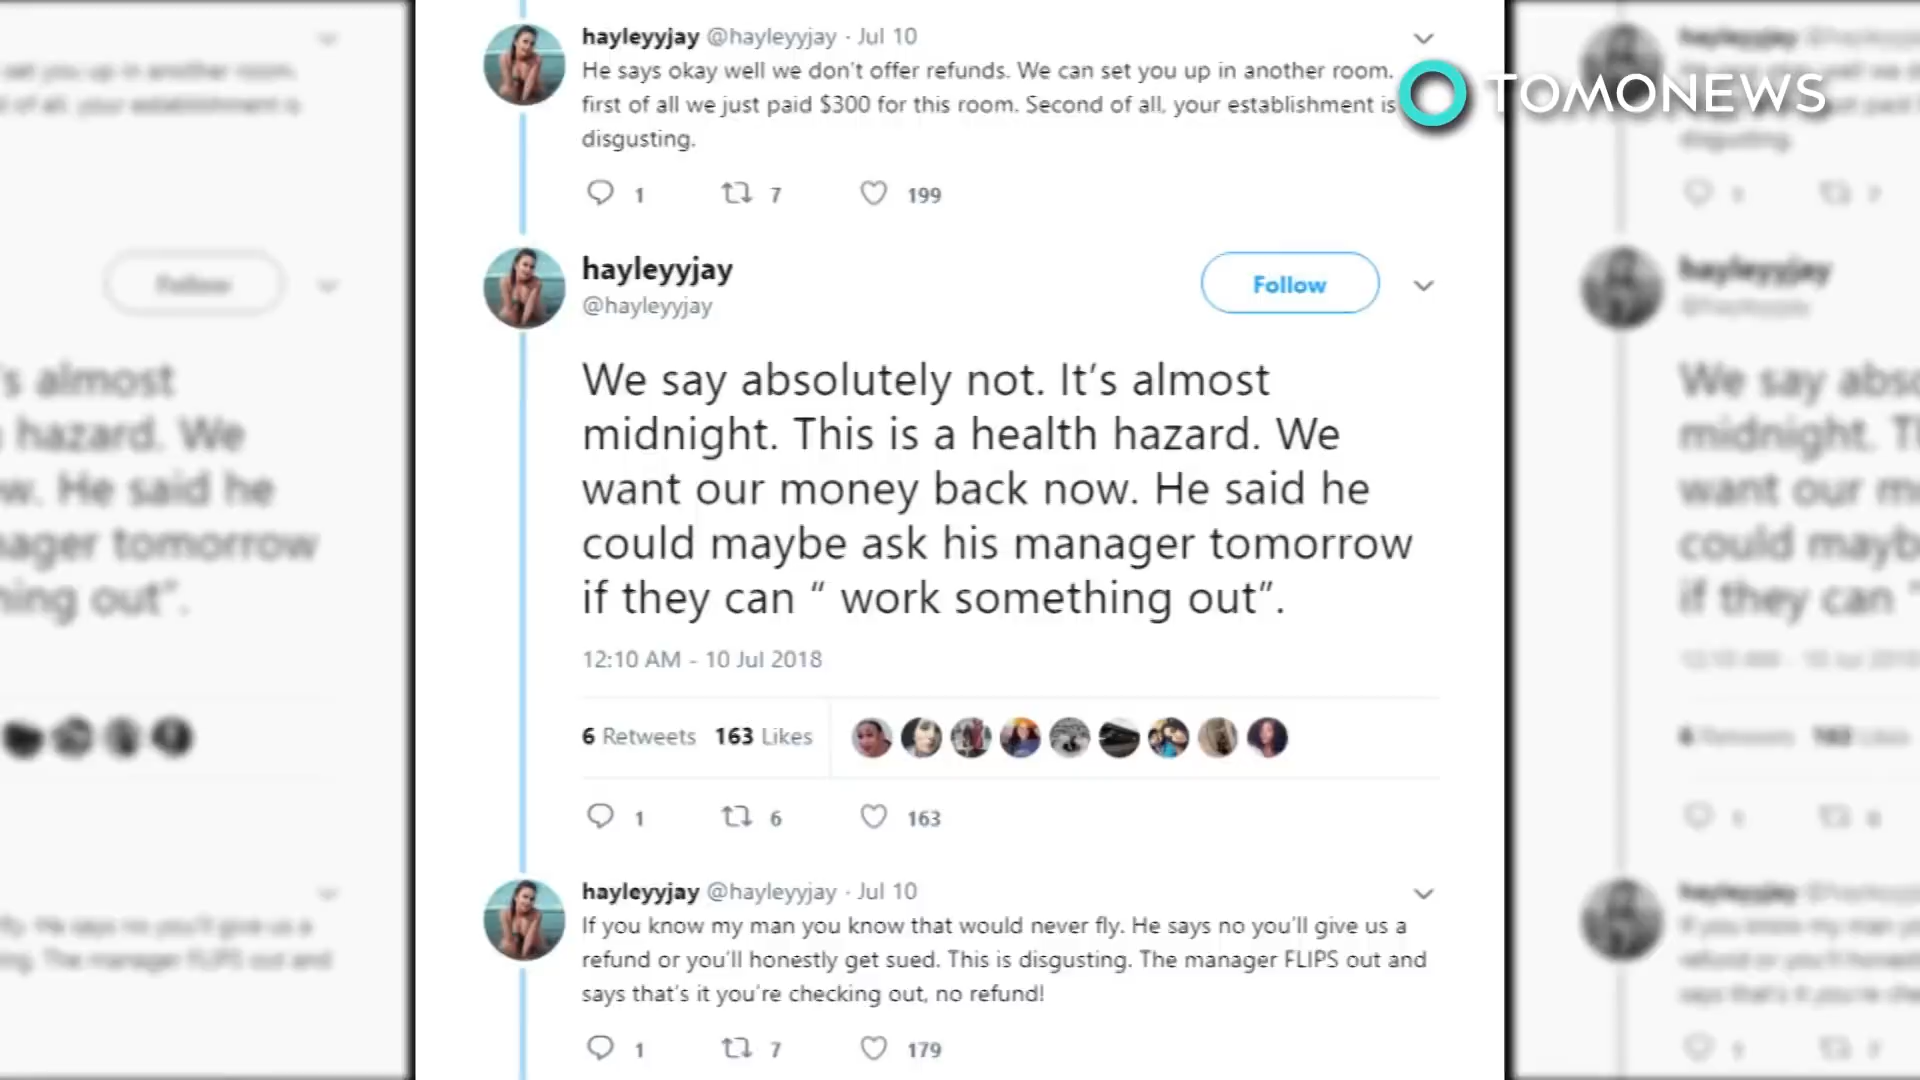 hayleyyjay @hayleyyjay · Jul 10
He says okay well we don't offer refunds. We can set you up in another room.
first of all we just paid $300 for this room. Second of all, your establishment is
disgusting.
1 7 199
TOMONEWS
hayleyyjay
@hayleyyjay
Follow
We say absolutely not. It's almost
midnight. This is a health hazard. We
want our money back now. He said he
could maybe ask his manager tomorrow
if they can “ work something out”.
12:10 AM - 10 Jul 2018
6 Retweets 163 Likes
1 6 163
hayleyyjay @hayleyyjay · Jul 10
If you know my man you know that would never fly. He says no you'll give us a
refund or you'll honestly get sued. This is disgusting. The manager FLIPS out and
says that's it you're checking out, no refund!
1 7 179